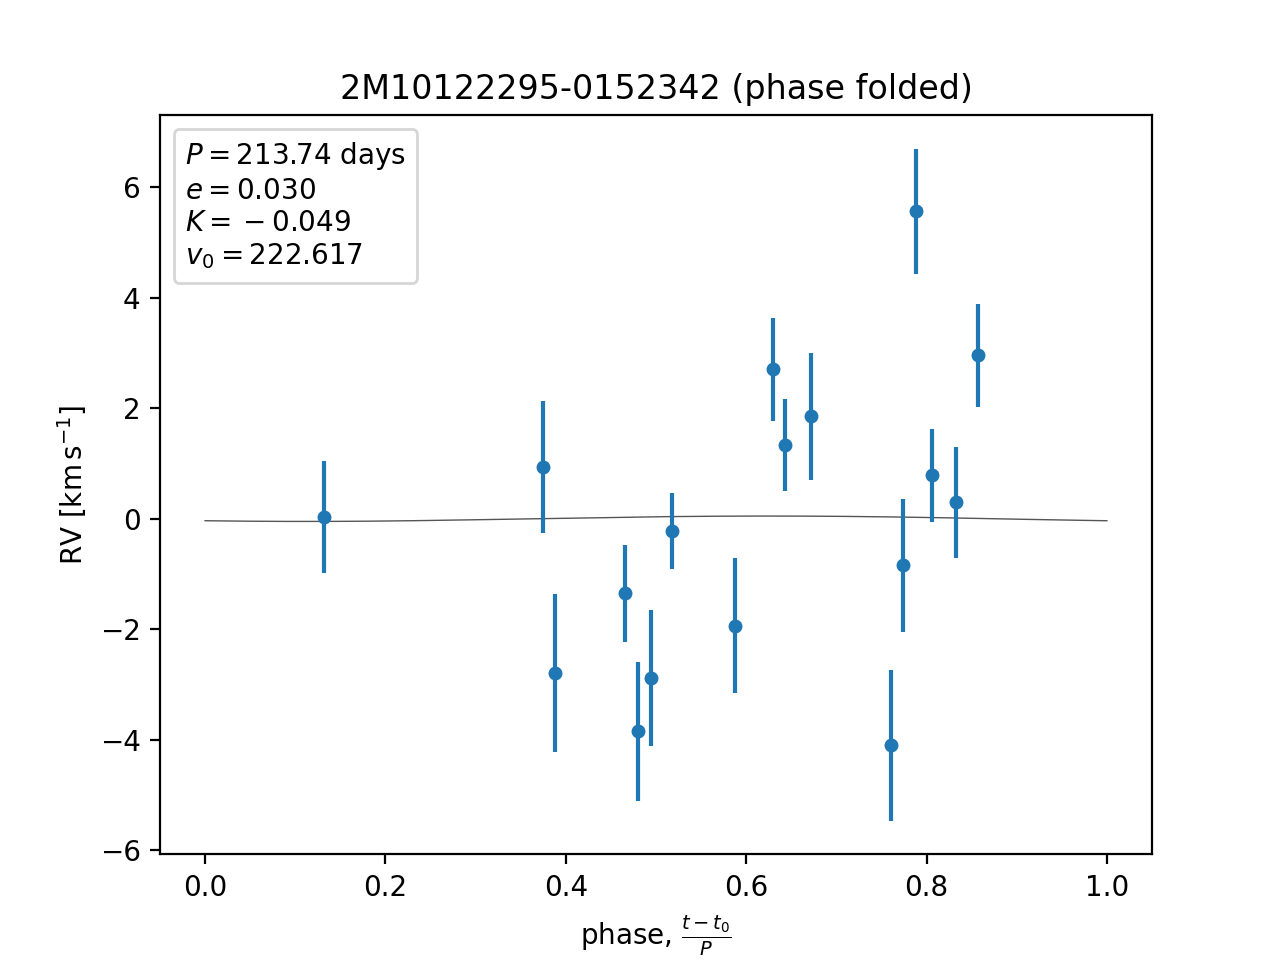 2M10122295-0152342 (phase folded)
P = 213.74 days
e = 0.030
K = −0.049
v₀ = 222.617
6
4
2
0
−2
−4
−6
RV [km s⁻¹]
0.0 0.2 0.4 0.6 0.8 1.0
phase, (t − t₀)/P